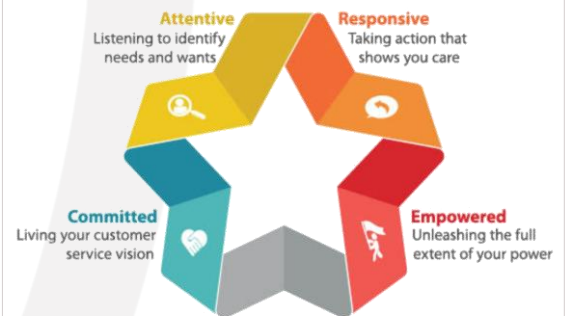 Attentive
Listening to identify
needs and wants
Responsive
Taking action that
shows you care
Committed
Living your customer
service vision
Empowered
Unleashing the full
extent of your power